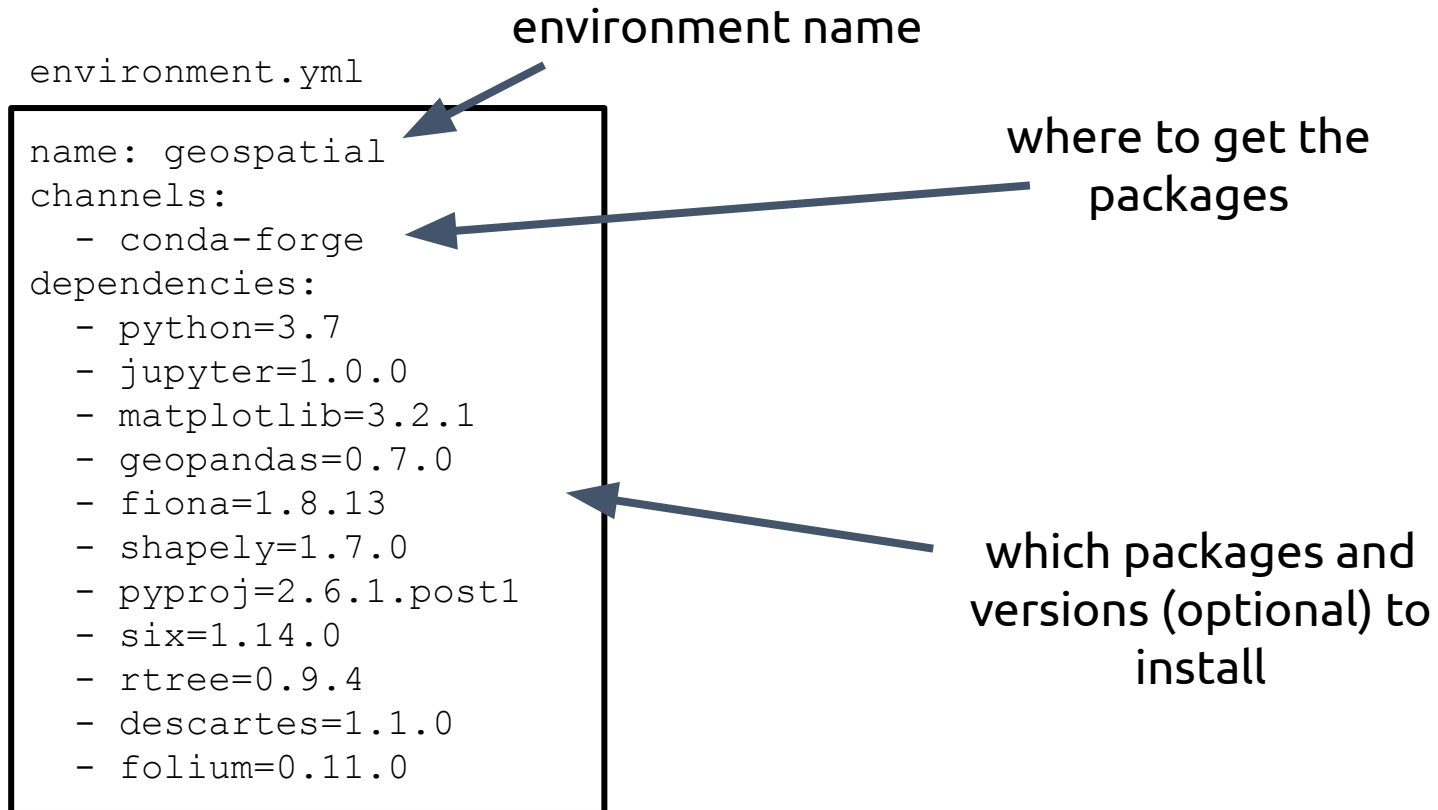 environment name
environment.yml
name: geospatial
channels:
  - conda-forge
dependencies:
  - python=3.7
  - jupyter=1.0.0
  - matplotlib=3.2.1
  - geopandas=0.7.0
  - fiona=1.8.13
  - shapely=1.7.0
  - pyproj=2.6.1.post1
  - six=1.14.0
  - rtree=0.9.4
  - descartes=1.1.0
  - folium=0.11.0
where to get the
packages
which packages and
versions (optional) to
install